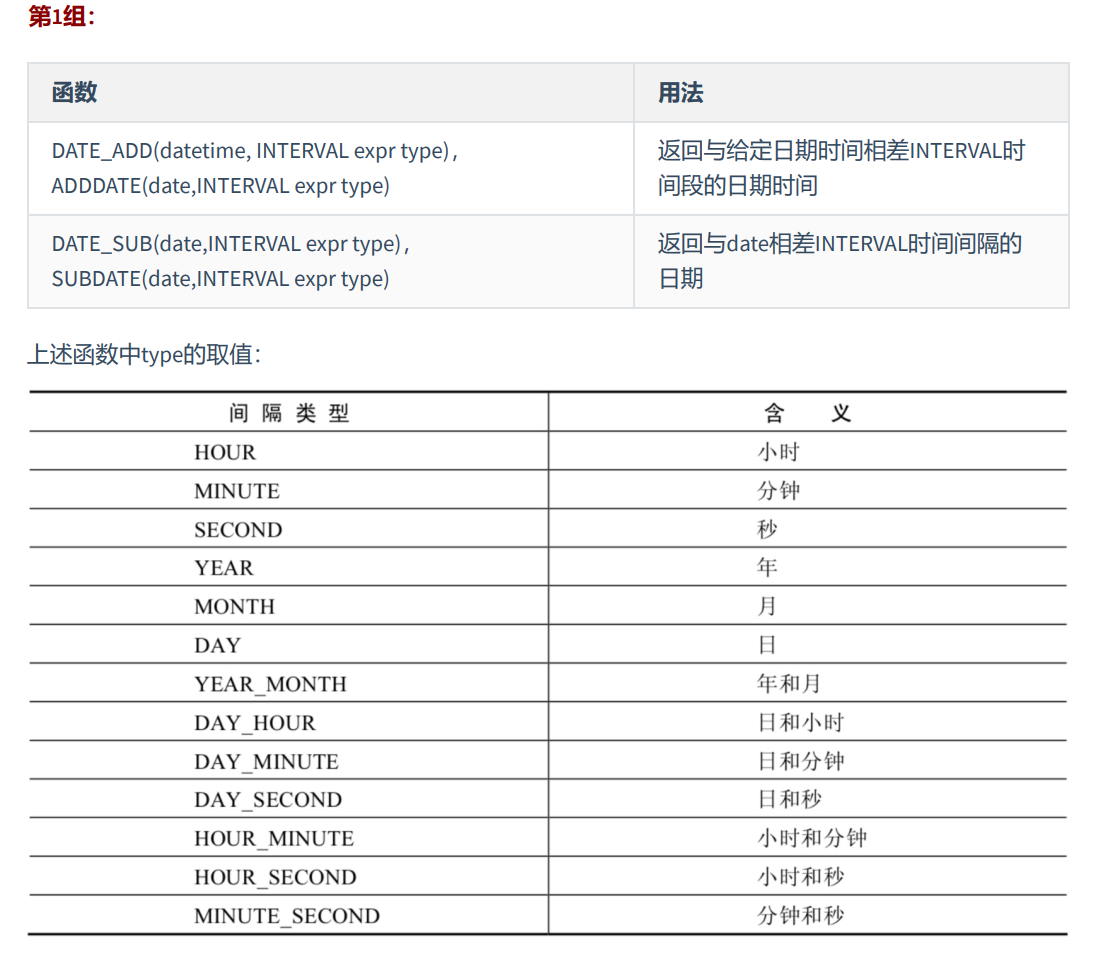 第1组：
函数 用法
DATE_ADD(datetime, INTERVAL expr type)， 返回与给定日期时间相差INTERVAL时
ADDDATE(date,INTERVAL expr type) 间段的日期时间
DATE_SUB(date,INTERVAL expr type)， 返回与date相差INTERVAL时间间隔的
SUBDATE(date,INTERVAL expr type) 日期
上述函数中type的取值：
间 隔 类 型 含 义
HOUR 小时
MINUTE 分钟
SECOND 秒
YEAR 年
MONTH 月
DAY 日
YEAR_MONTH 年和月
DAY_HOUR 日和小时
DAY_MINUTE 日和分钟
DAY_SECOND 日和秒
HOUR_MINUTE 小时和分钟
HOUR_SECOND 小时和秒
MINUTE_SECOND 分钟和秒